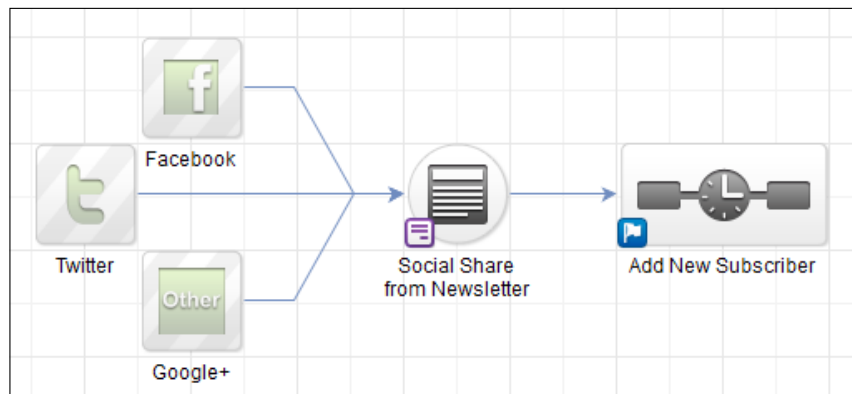 f
Facebook
t
Twitter
Other
Google+
Social Share
from Newsletter
Add New Subscriber